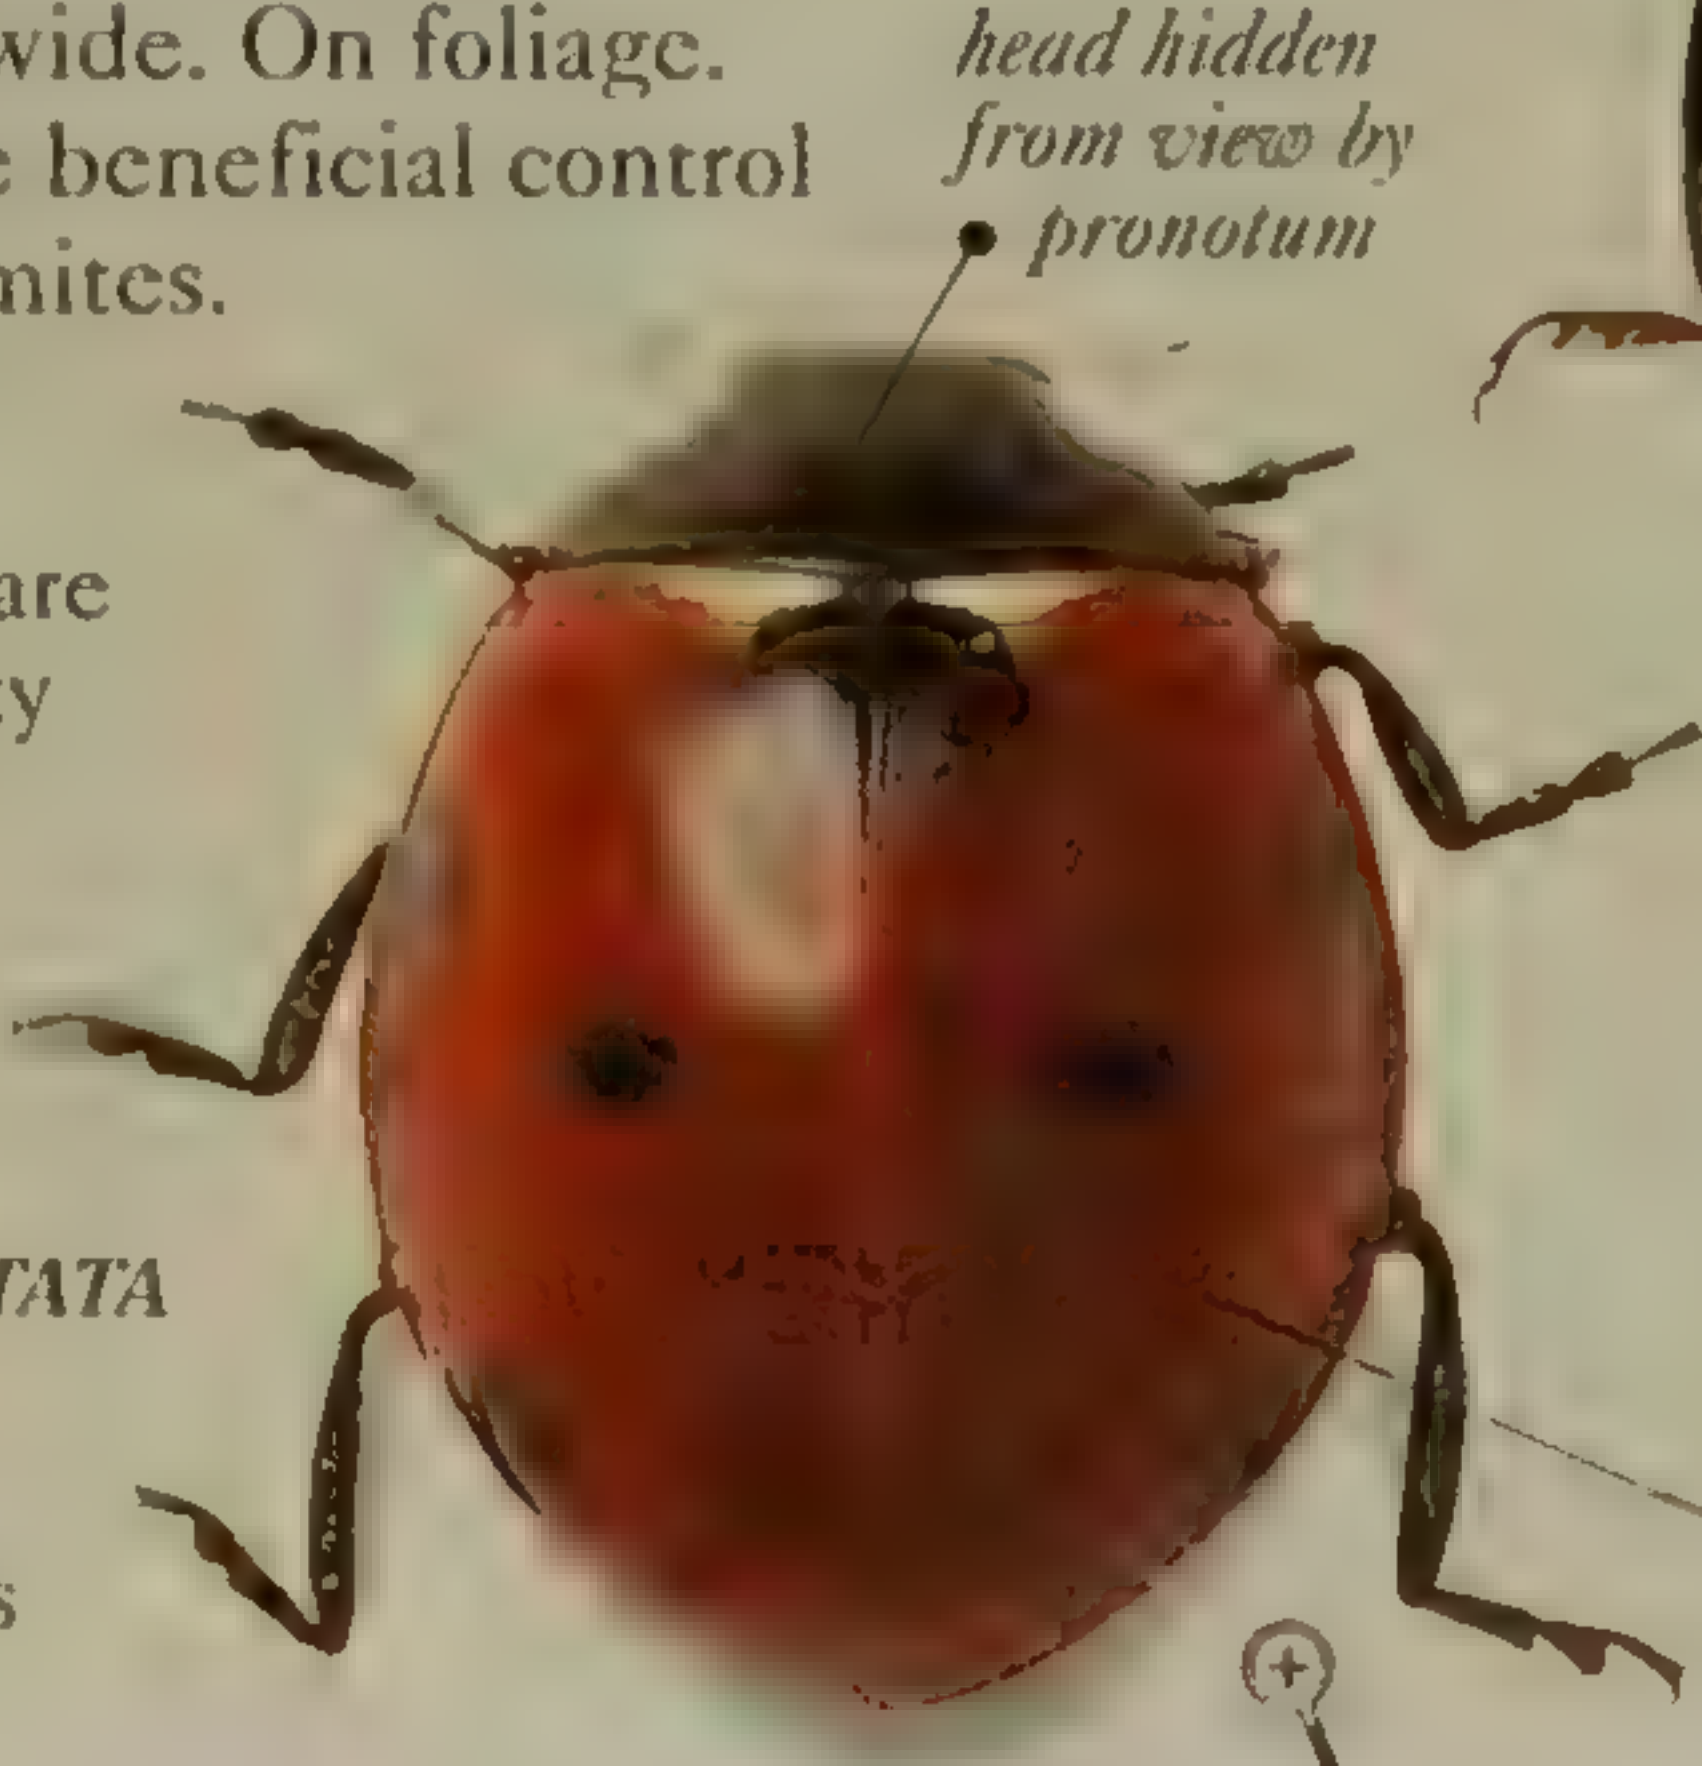 wide. On foliage.
beneficial control
mites.
head hidden
from view by
pronotum
are
TATA